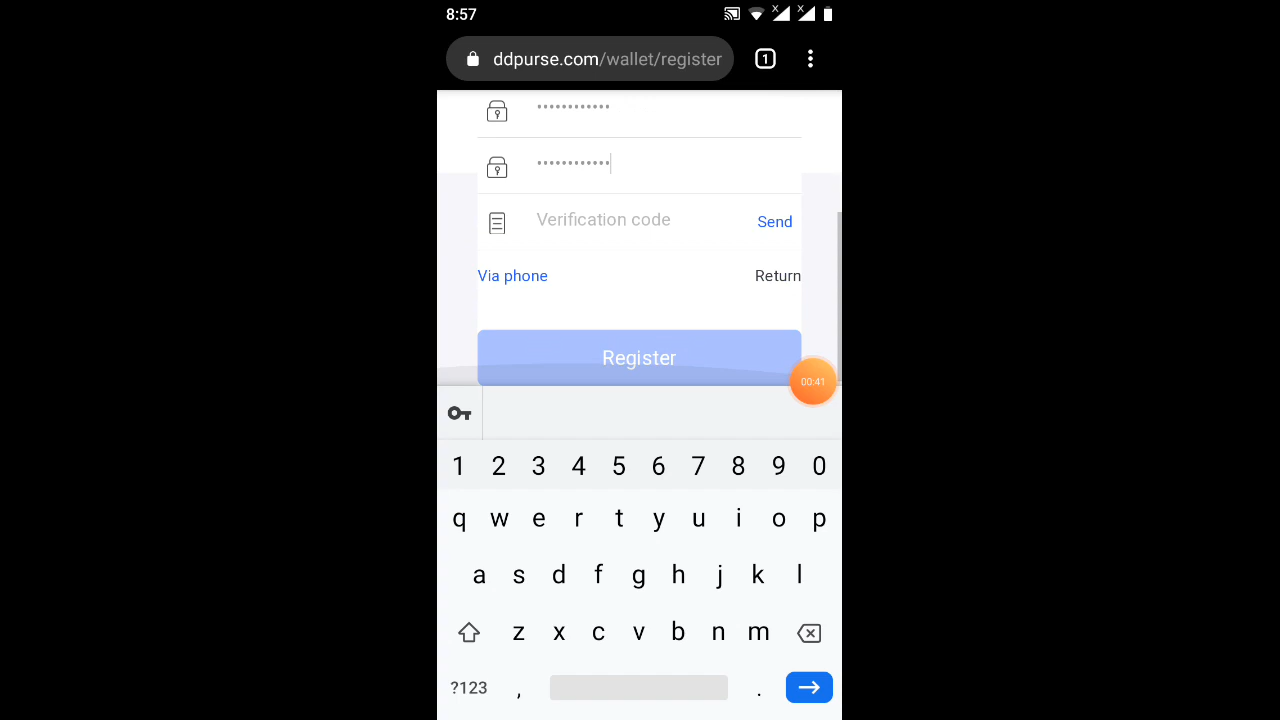 8:57
ddpurse.com/wallet/register 1
••••••••••••
••••••••••••
Verification code Send
Via phone Return
Register
00:41
1 2 3 4 5 6 7 8 9 0
q w e r t y u i o p
a s d f g h j k l
z x c v b n m
?123 , .